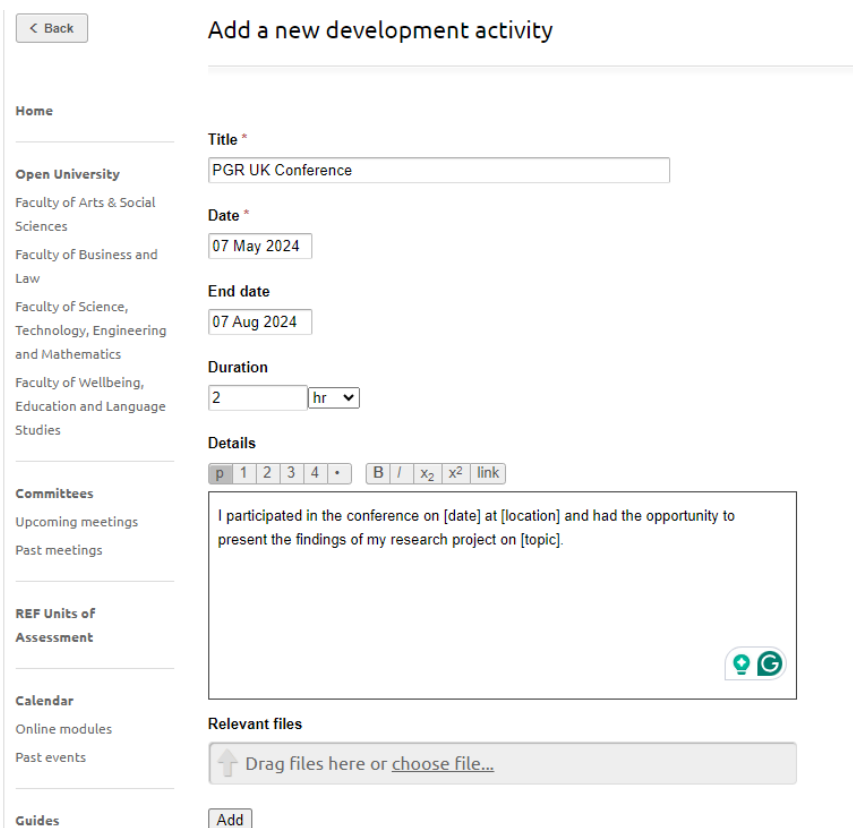 < Back
Add a new development activity
Home
Open University
Faculty of Arts & Social
Sciences
Faculty of Business and
Law
Faculty of Science,
Technology, Engineering
and Mathematics
Faculty of Wellbeing,
Education and Language
Studies
Committees
Upcoming meetings
Past meetings
REF Units of
Assessment
Calendar
Online modules
Past events
Guides
Title *
PGR UK Conference
Date *
07 May 2024
End date
07 Aug 2024
Duration
2 hr
Details
p 1 2 3 4 • B I x₂ x² link
I participated in the conference on [date] at [location] and had the opportunity to
present the findings of my research project on [topic].
G
Relevant files
Drag files here or choose file...
Add